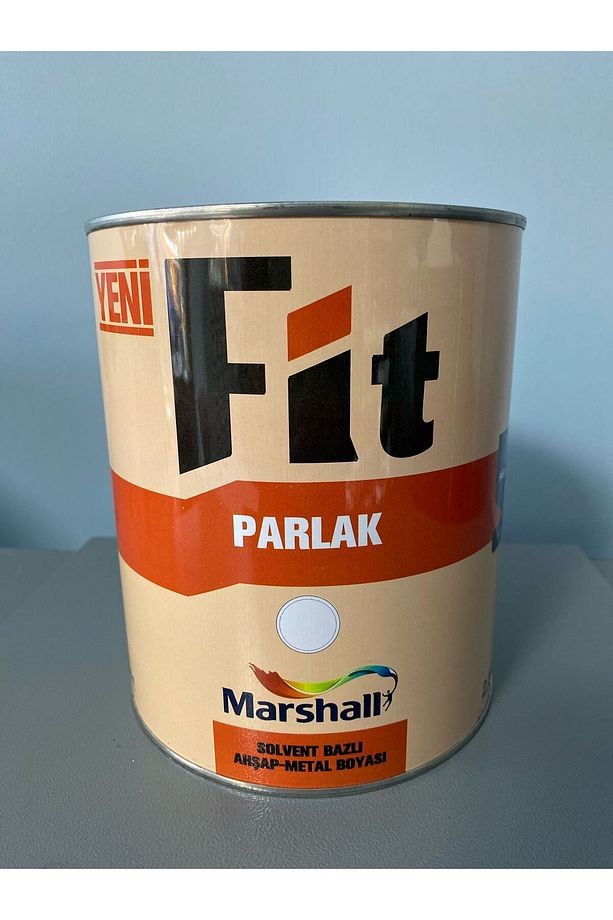 YENİ
Fit
PARLAK
Marshall
SOLVENT BAZLI
AHŞAP-METAL BOYASI